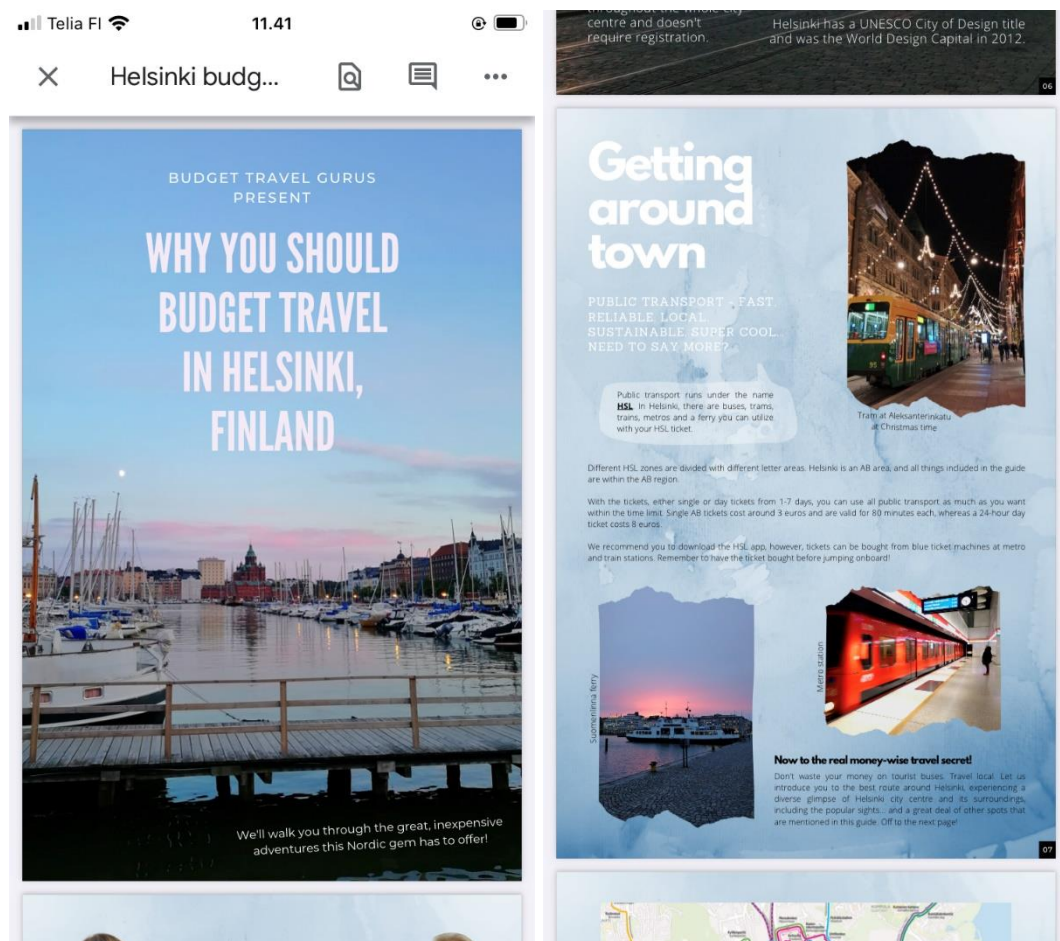 Telia FI
11.41
Helsinki budg...
BUDGET TRAVEL GURUS
PRESENT
WHY YOU SHOULD
BUDGET TRAVEL
IN HELSINKI,
FINLAND
We'll walk you through the great, inexpensive
adventures this Nordic gem has to offer!
throughout the whole city
centre and doesn't
require registration.
Helsinki has a UNESCO City of Design title
and was the World Design Capital in 2012.
06
Getting
around
town
PUBLIC TRANSPORT - FAST.
RELIABLE. LOCAL.
SUSTAINABLE. SUPER COOL.
NEED TO SAY MORE?
Public transport runs under the name
HSL. In Helsinki, there are buses, trams,
trains, metros and a ferry you can utilize
with your HSL ticket.
Tram at Aleksanterinkatu
at Christmas time
Different HSL zones are divided with different letter areas. Helsinki is an AB area, and all things included in the guide
are within the AB region.
With the tickets, either single or day tickets from 1-7 days, you can use all public transport as much as you want
within the time limit. Single AB tickets cost around 3 euros and are valid for 80 minutes each, whereas a 24-hour day
ticket costs 8 euros.
We recommend you to download the HSL app, however, tickets can be bought from blue ticket machines at metro
and train stations. Remember to have the ticket bought before jumping onboard!
Suomenlinna ferry
Metro station
Now to the real money-wise travel secret!
Don't waste your money on tourist buses. Travel local. Let us
introduce you to the best route around Helsinki, experiencing a
diverse glimpse of Helsinki city centre and its surroundings,
including the popular sights... and a great deal of other spots that
are mentioned in this guide. Off to the next page!
07